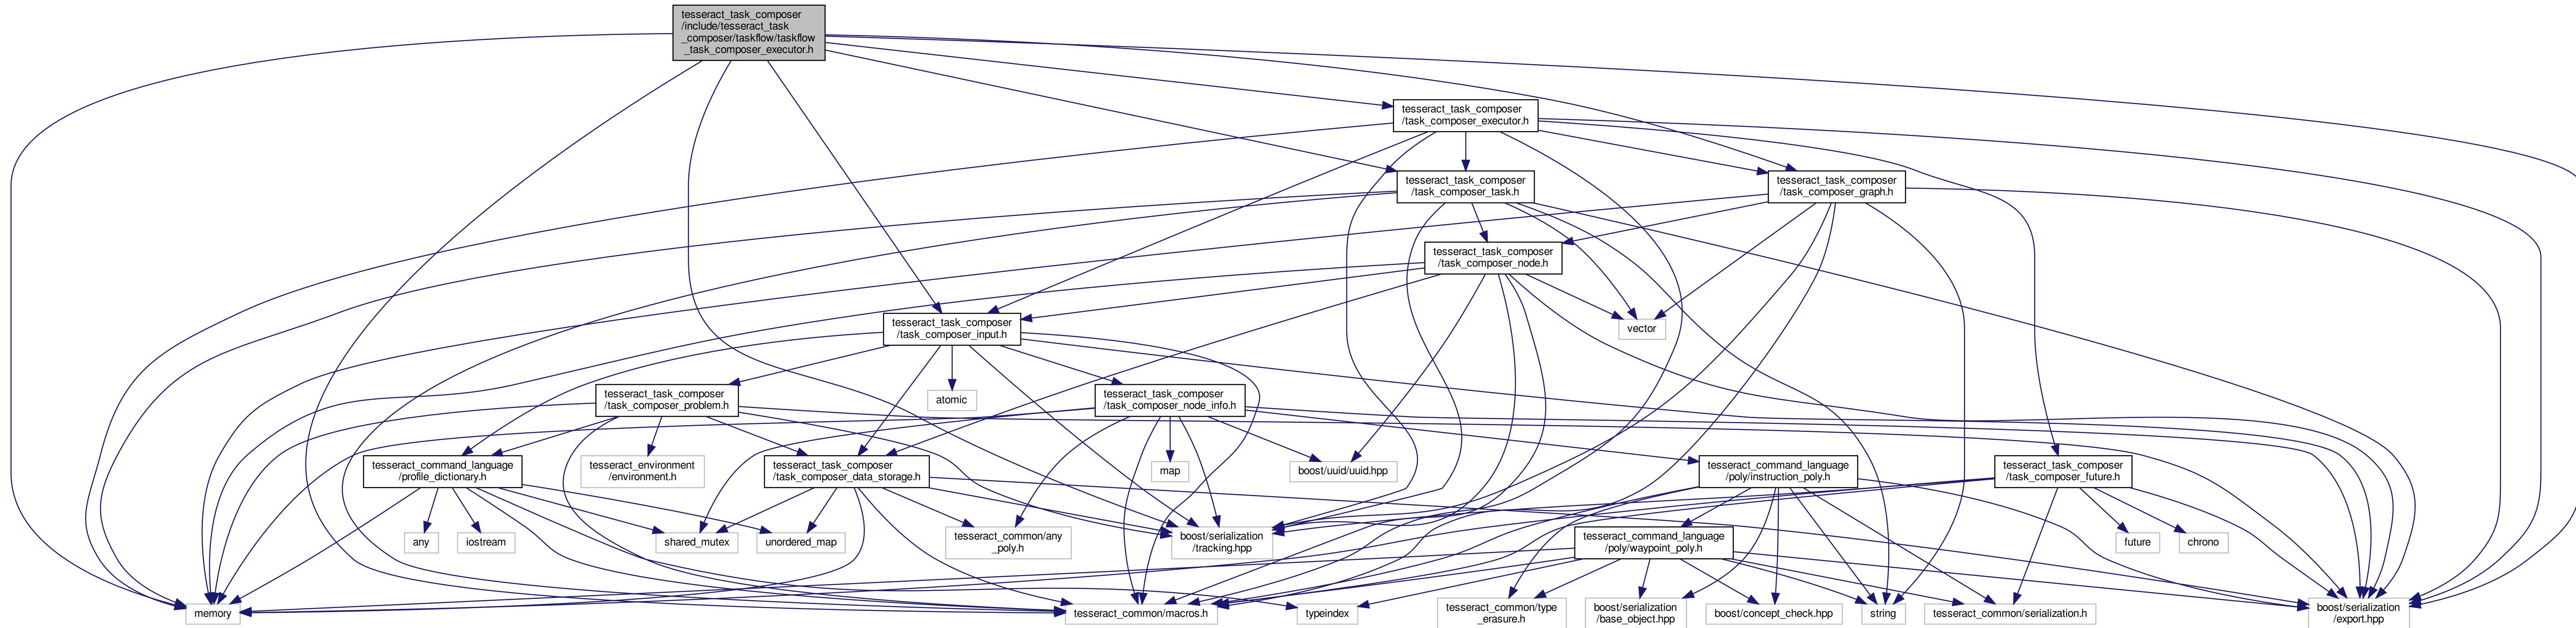 tesseract_task_composer
/include/tesseract_task
_composer/taskflow/taskflow
_task_composer_executor.h
tesseract_task_composer
/task_composer_executor.h
tesseract_task_composer
/task_composer_task.h
tesseract_task_composer
/task_composer_graph.h
tesseract_task_composer
/task_composer_node.h
tesseract_task_composer
/task_composer_input.h
vector
tesseract_task_composer
/task_composer_problem.h
atomic
tesseract_task_composer
/task_composer_node_info.h
tesseract_command_language
/profile_dictionary.h
tesseract_environment
/environment.h
tesseract_task_composer
/task_composer_data_storage.h
map
boost/uuid/uuid.hpp
tesseract_command_language
/poly/instruction_poly.h
tesseract_task_composer
/task_composer_future.h
any
iostream
shared_mutex
unordered_map
tesseract_common/any
_poly.h
boost/serialization
/tracking.hpp
tesseract_command_language
/poly/waypoint_poly.h
future
chrono
memory
tesseract_common/macros.h
typeindex
tesseract_common/type
_erasure.h
boost/serialization
/base_object.hpp
boost/concept_check.hpp
string
tesseract_common/serialization.h
boost/serialization
/export.hpp